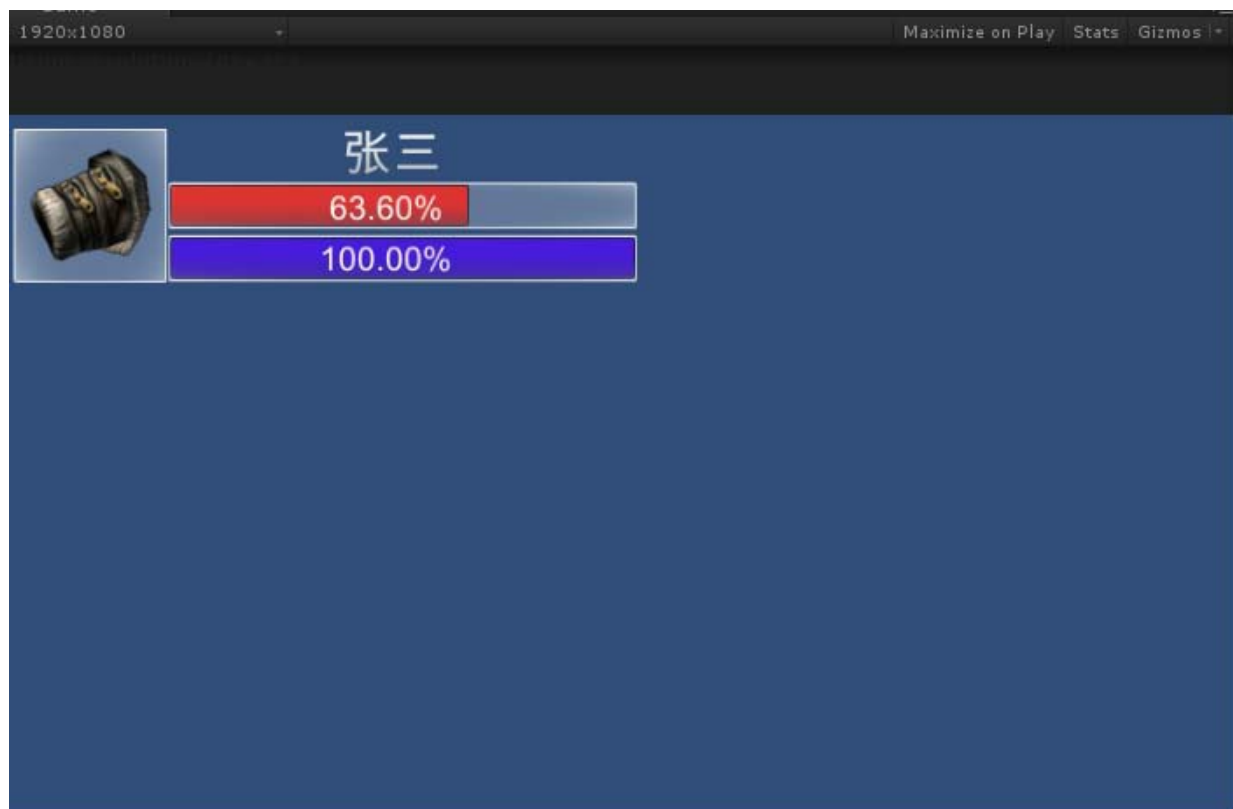 1920x1080
Maximize on Play Stats Gizmos
张三
63.60%
100.00%